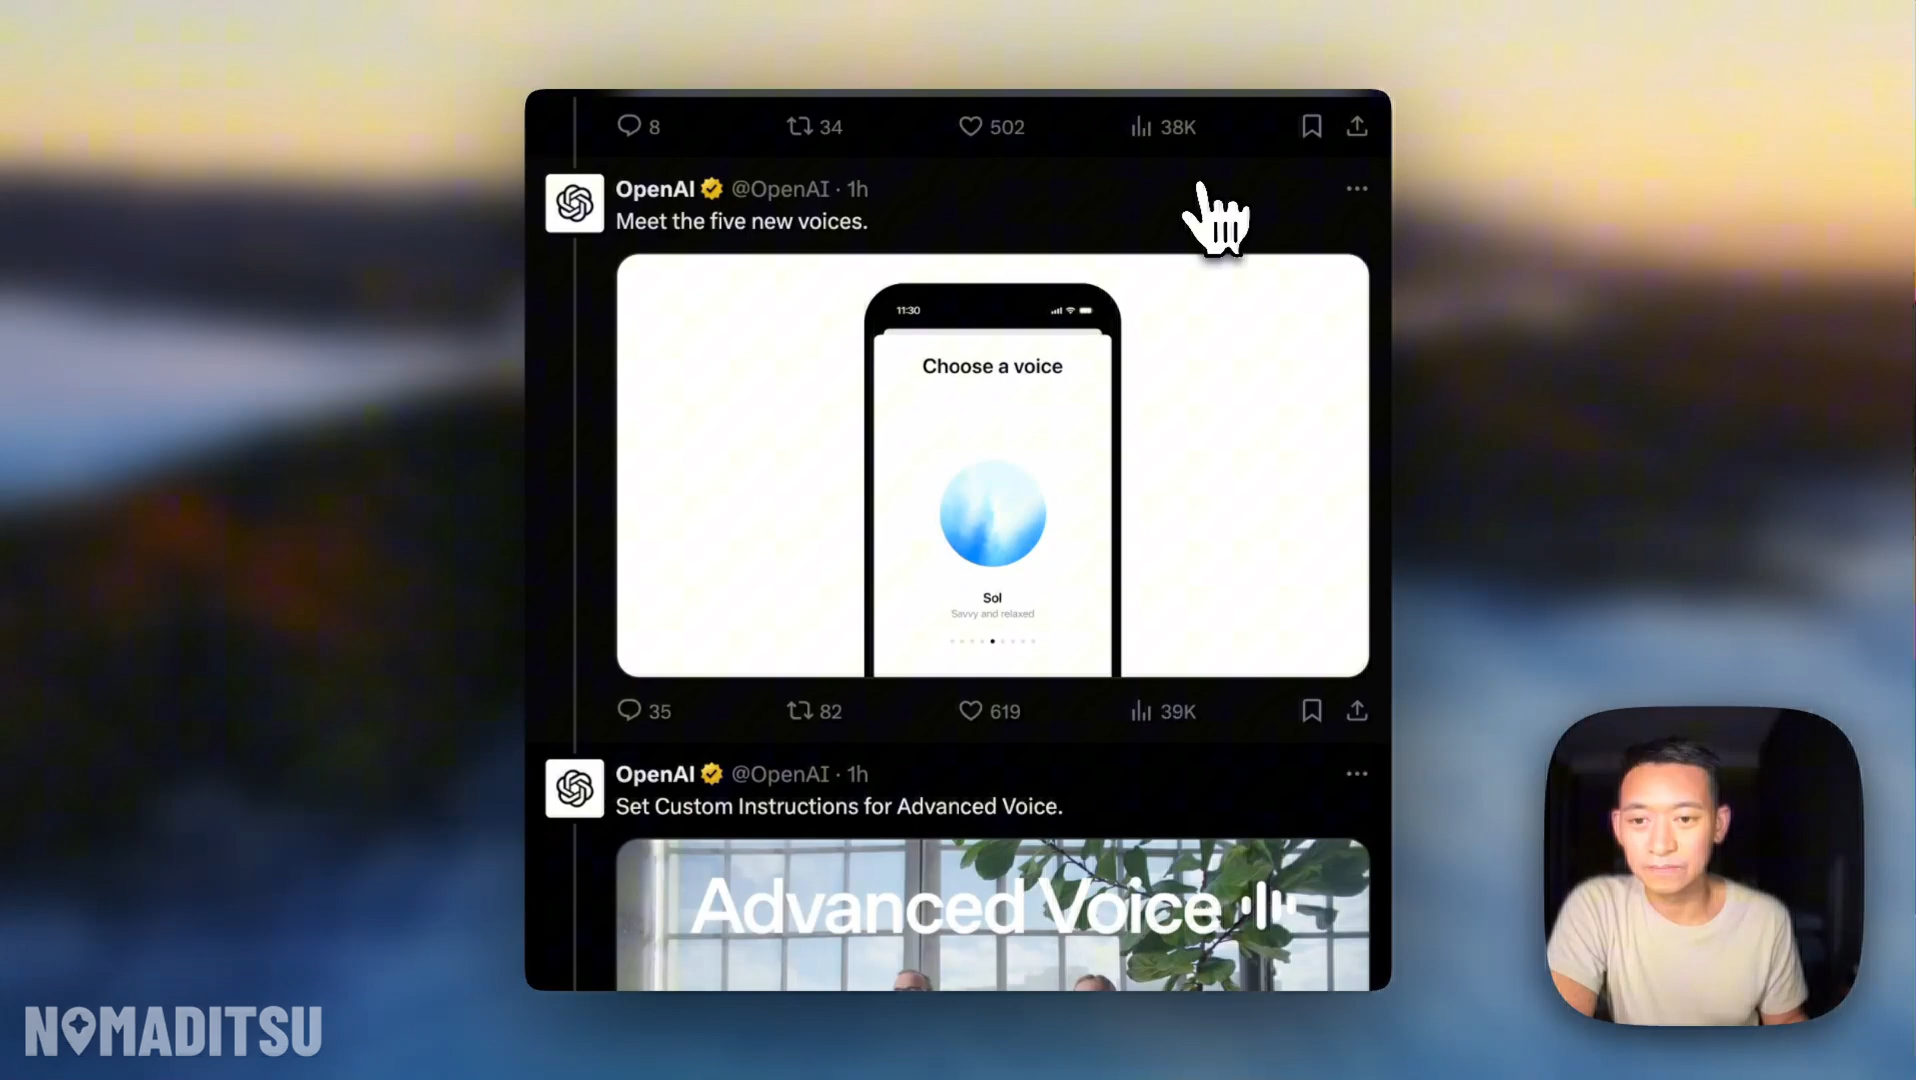 8 34 502 38K
OpenAI @OpenAI · 1h
Meet the five new voices.
11:30
Choose a voice
Sol
Savvy and relaxed
35 82 619 39K
OpenAI @OpenAI · 1h
Set Custom Instructions for Advanced Voice.
Advanced Voice
NOMADITSU